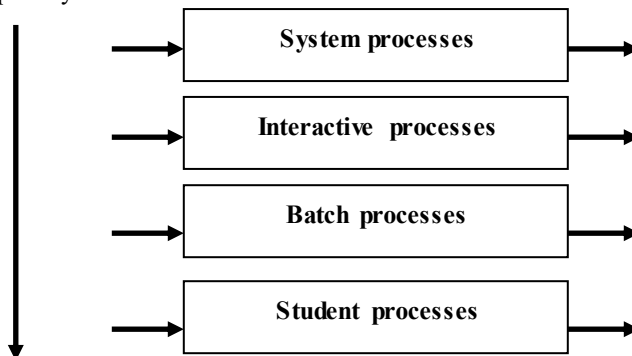 System processes
Interactive processes
Batch processes
Student processes